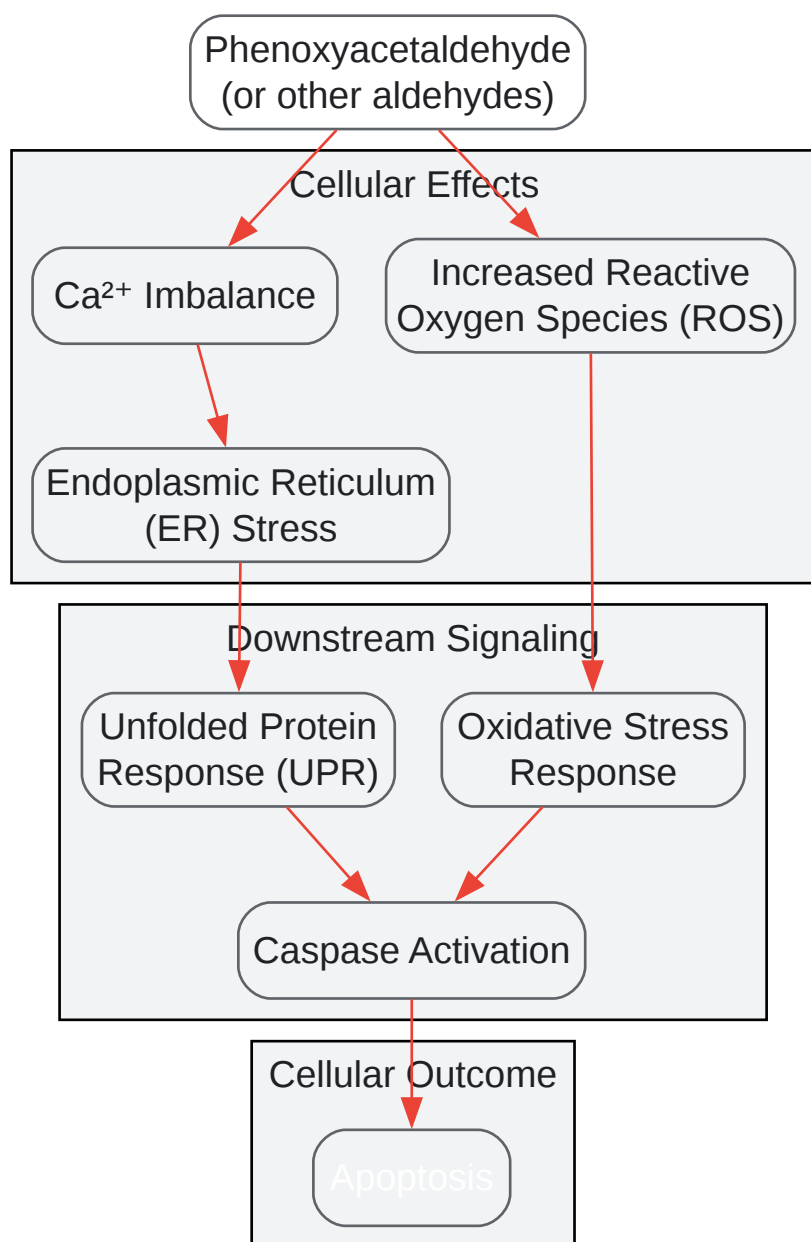 Phenoxyacetaldehyde
(or other aldehydes)
Cellular Effects
Ca²⁺ Imbalance
Increased Reactive
Oxygen Species (ROS)
Endoplasmic Reticulum
(ER) Stress
Downstream Signaling
Unfolded Protein
Response (UPR)
Oxidative Stress
Response
Caspase Activation
Cellular Outcome
Apoptosis